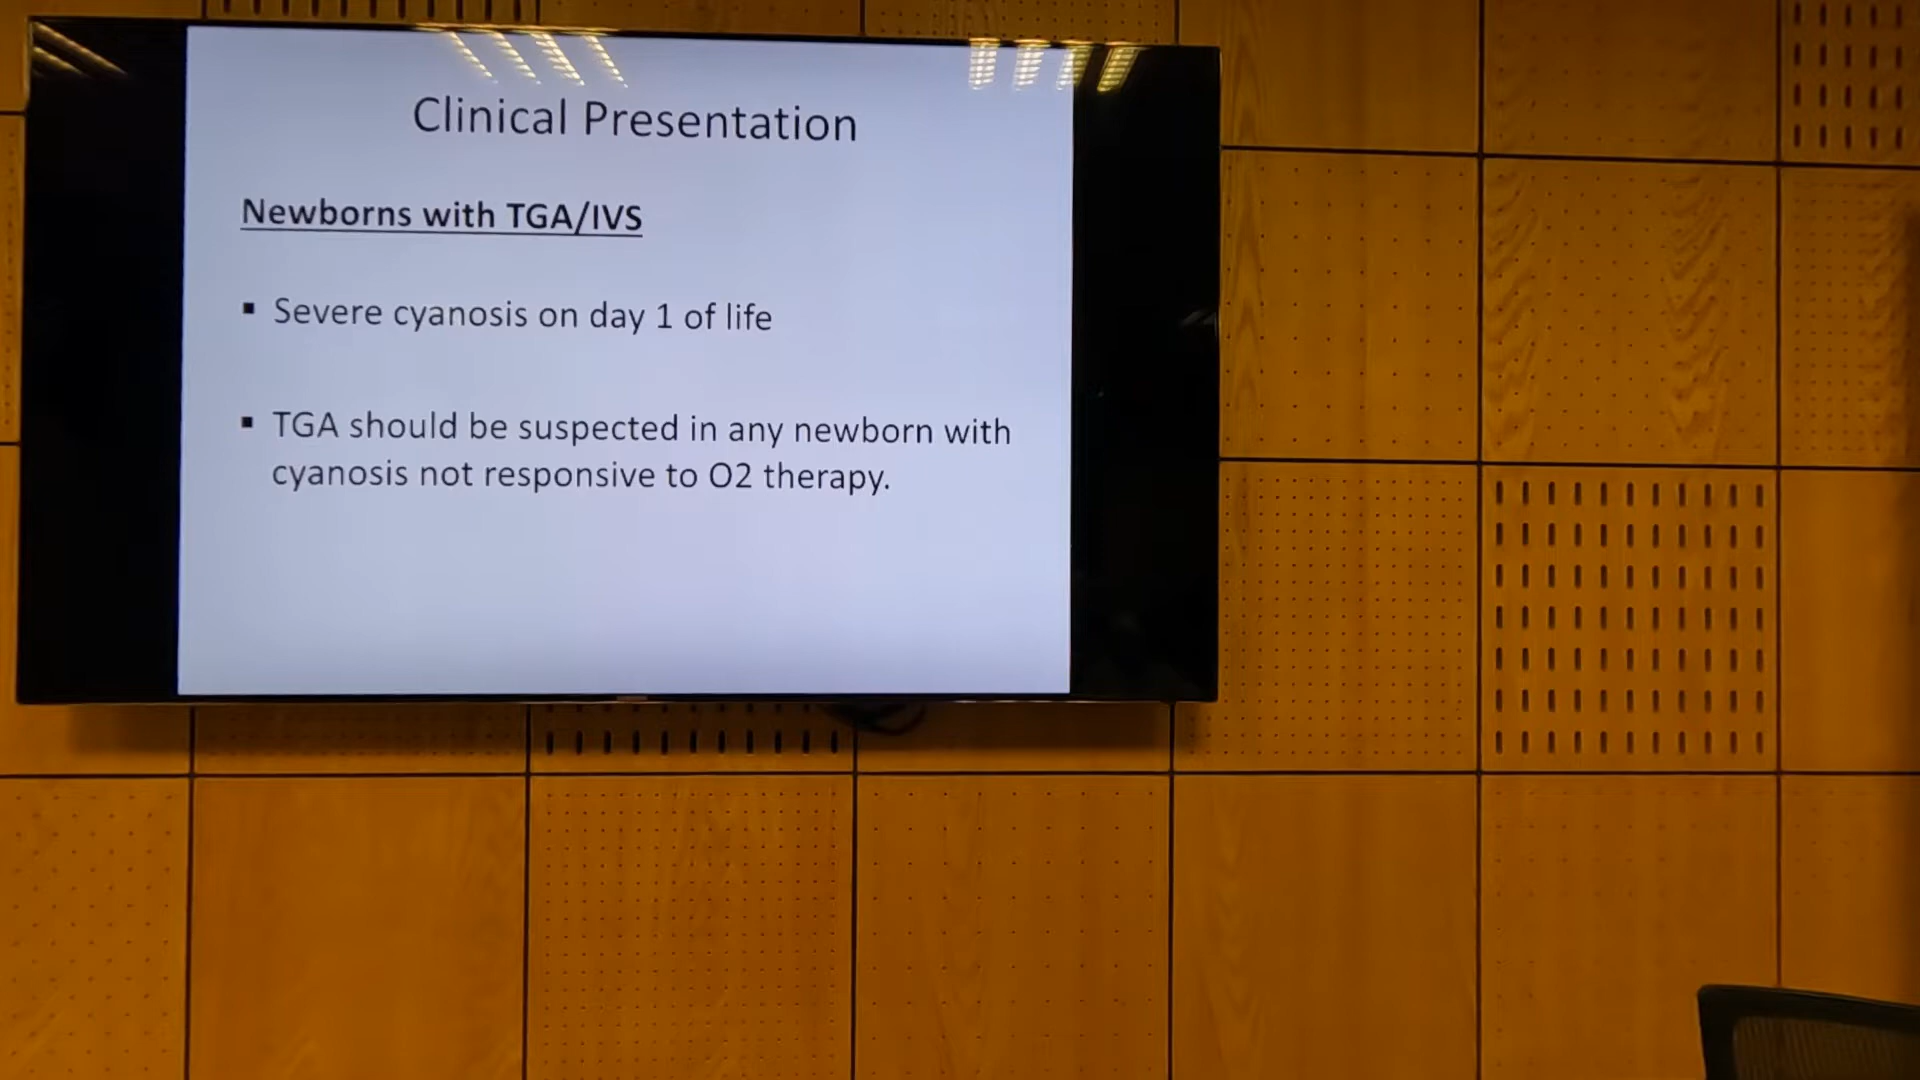 Clinical Presentation
Newborns with TGA/IVS
▪ Severe cyanosis on day 1 of life
▪ TGA should be suspected in any newborn with
cyanosis not responsive to O2 therapy.